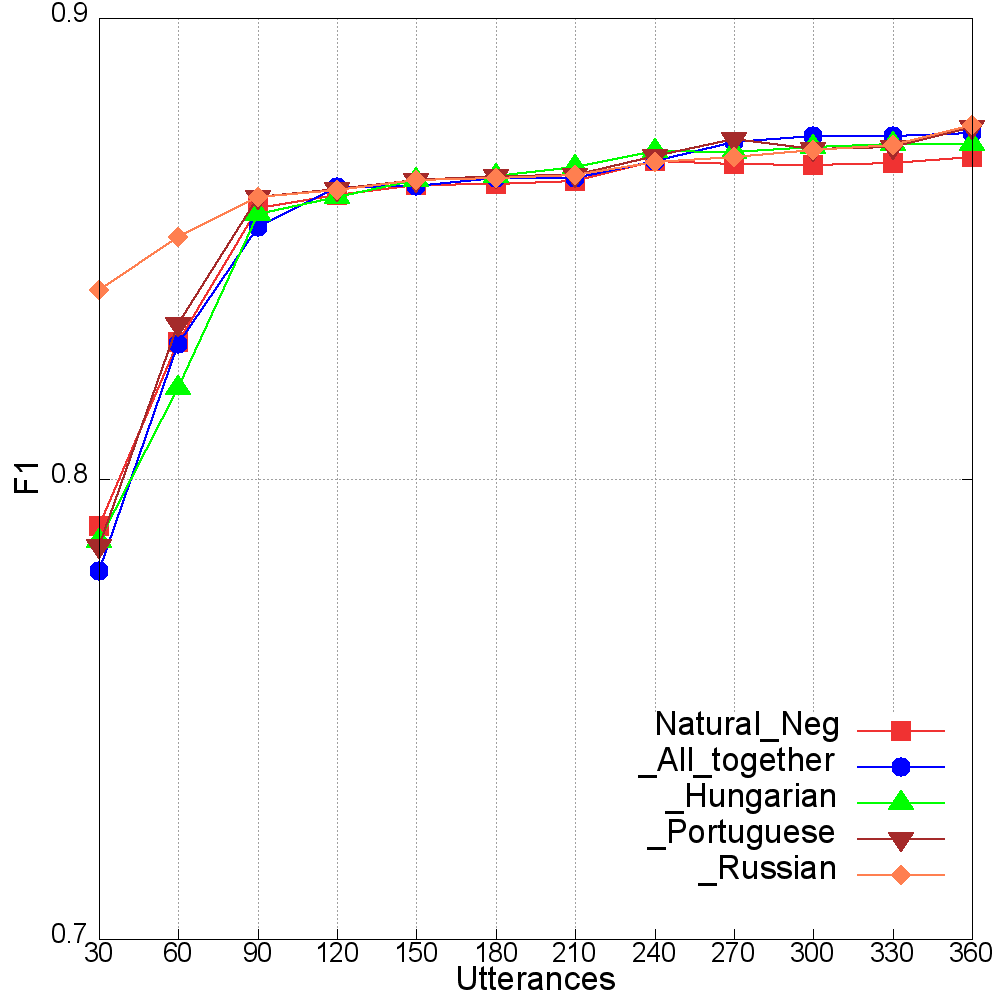 0.9
0.8
0.7
F1
30 60 90 120 150 180 210 240 270 300 330 360
Utterances
Natural_Neg
_All_together
_Hungarian
_Portuguese
_Russian